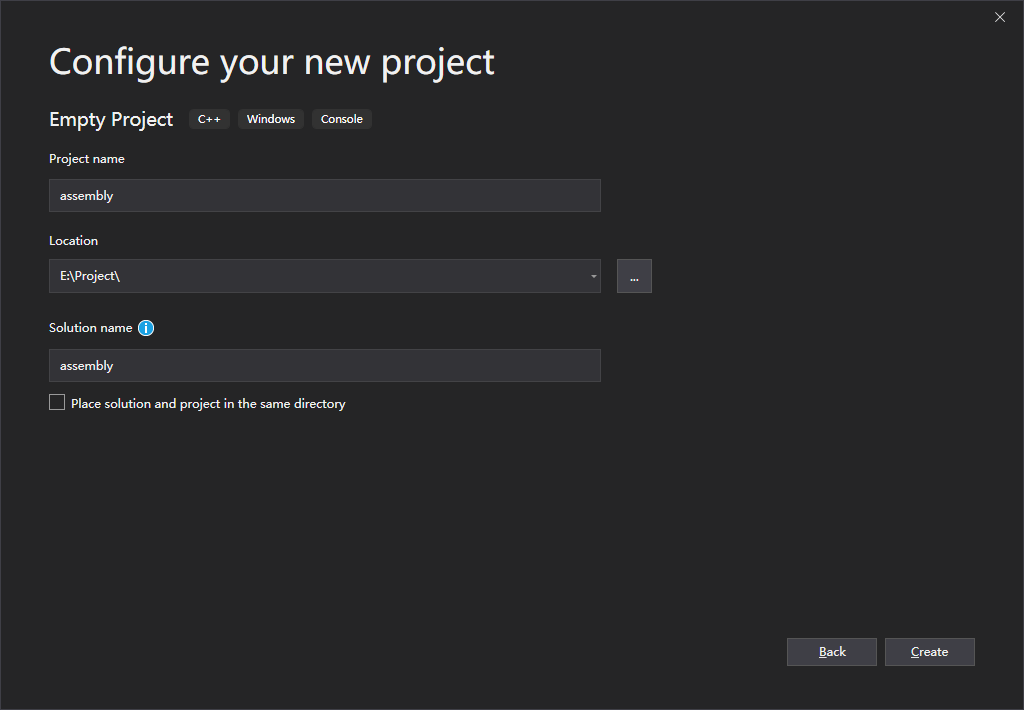 Configure your new project
Empty Project C++ Windows Console
Project name
assembly
Location
E:\Project\
...
Solution name i
assembly
Place solution and project in the same directory
Back Create